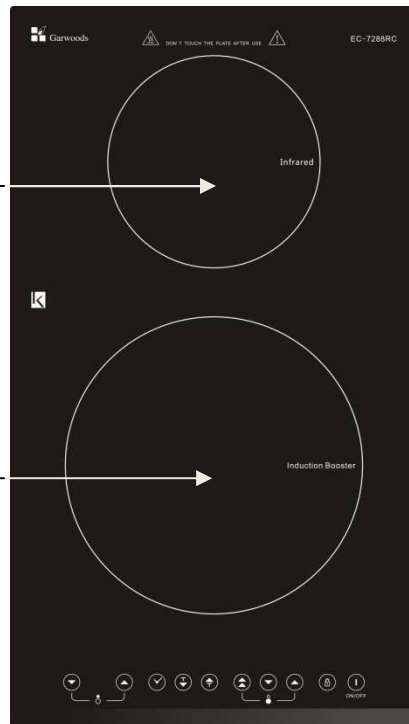 Garwoods
DON'T TOUCH THE PLATE AFTER USE
EC-7288RC
Infrared
K
Induction Booster
ON/OFF